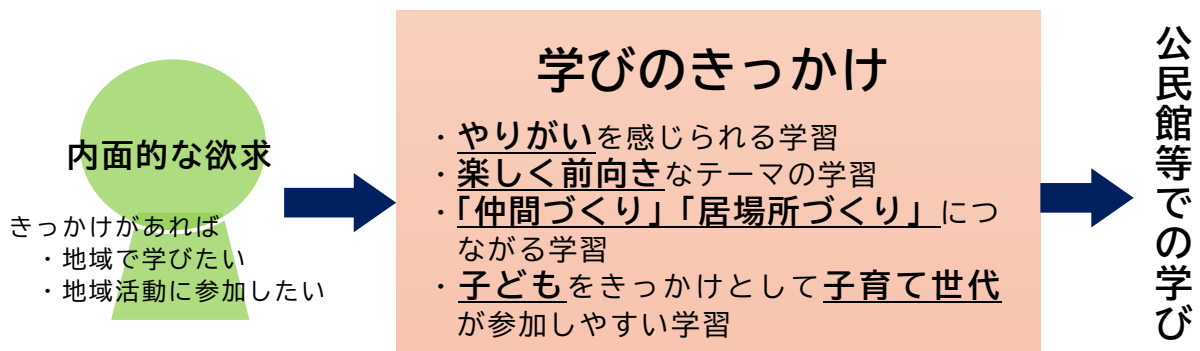 内面的な欲求
きっかけがあれば
・地域で学びたい
・地域活動に参加したい
学びのきっかけ
・やりがいを感じられる学習
・楽しく前向きなテーマの学習
・「仲間づくり」「居場所づくり」につ
ながる学習
・子どもをきっかけとして子育て世代
が参加しやすい学習
公民館等での学び